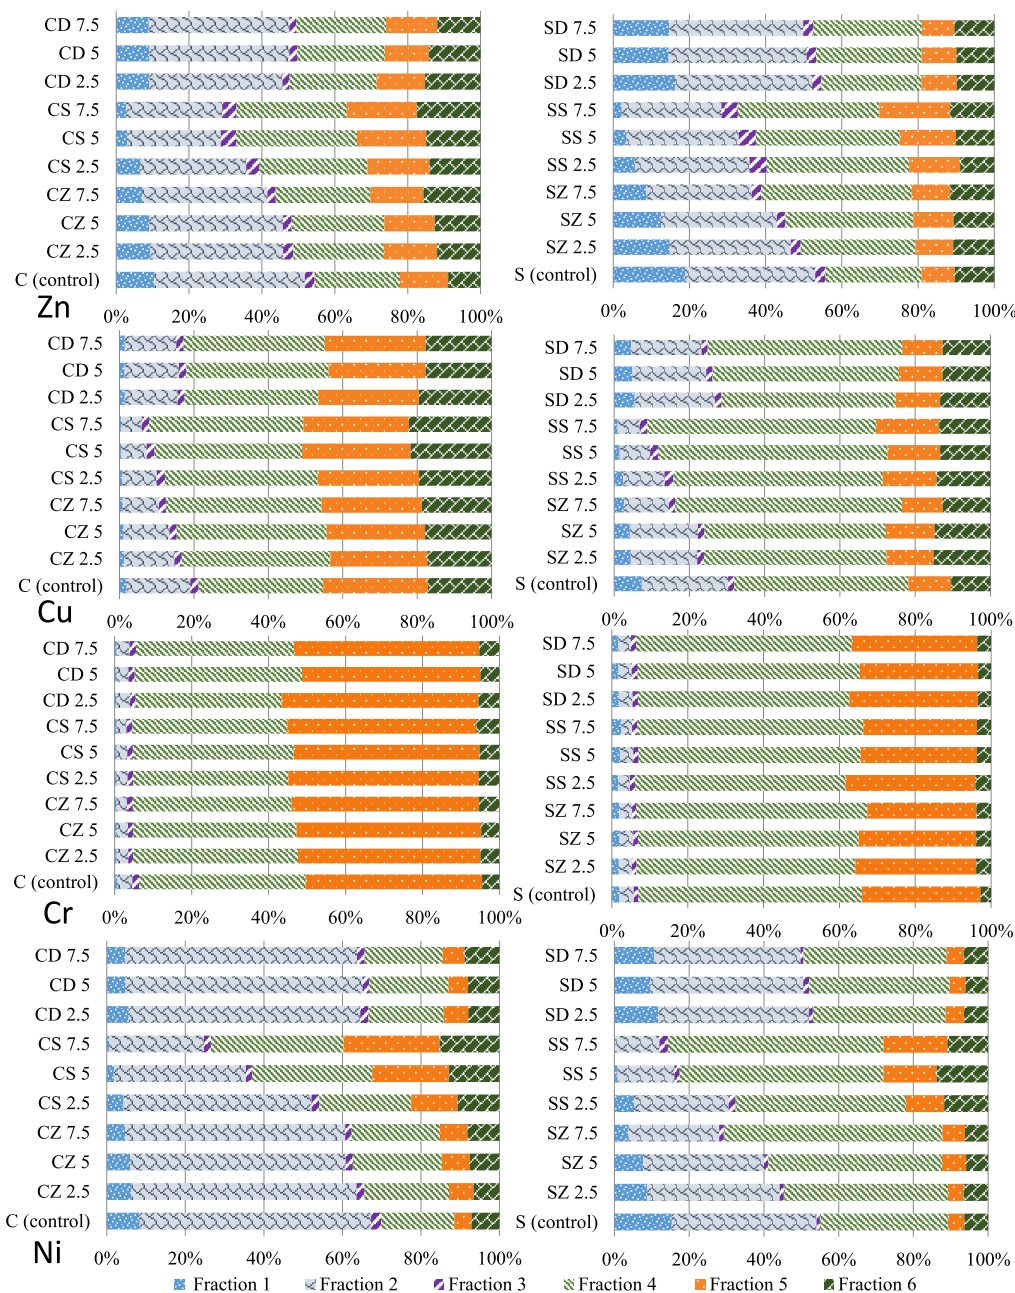 CD 7.5
CD 5
CD 2.5
CS 7.5
CS 5
CS 2.5
CZ 7.5
CZ 5
CZ 2.5
C (control)
0% 20% 40% 60% 80% 100%
Zn
SD 7.5
SD 5
SD 2.5
SS 7.5
SS 5
SS 2.5
SZ 7.5
SZ 5
SZ 2.5
S (control)
0% 20% 40% 60% 80% 100%
CD 7.5
CD 5
CD 2.5
CS 7.5
CS 5
CS 2.5
CZ 7.5
CZ 5
CZ 2.5
C (control)
0% 20% 40% 60% 80% 100%
Cu
SD 7.5
SD 5
SD 2.5
SS 7.5
SS 5
SS 2.5
SZ 7.5
SZ 5
SZ 2.5
S (control)
0% 20% 40% 60% 80% 100%
CD 7.5
CD 5
CD 2.5
CS 7.5
CS 5
CS 2.5
CZ 7.5
CZ 5
CZ 2.5
C (control)
0% 20% 40% 60% 80% 100%
Cr
SD 7.5
SD 5
SD 2.5
SS 7.5
SS 5
SS 2.5
SZ 7.5
SZ 5
SZ 2.5
S (control)
0% 20% 40% 60% 80% 100%
CD 7.5
CD 5
CD 2.5
CS 7.5
CS 5
CS 2.5
CZ 7.5
CZ 5
CZ 2.5
C (control)
0% 20% 40% 60% 80% 100%
Ni
SD 7.5
SD 5
SD 2.5
SS 7.5
SS 5
SS 2.5
SZ 7.5
SZ 5
SZ 2.5
S (control)
0% 20% 40% 60% 80% 100%
Fraction 1 Fraction 2 Fraction 3 Fraction 4 Fraction 5 Fraction 6